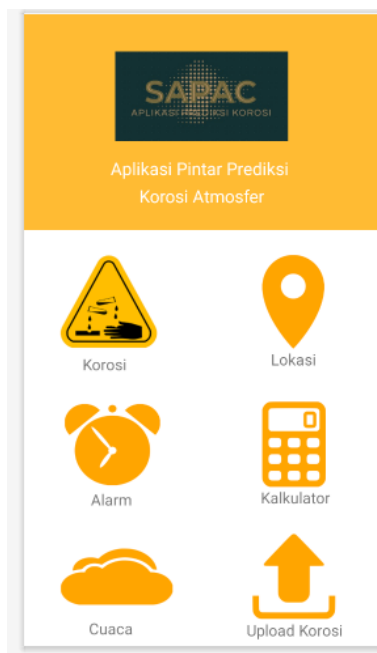 SAPAC
APLIKASI PREDIKSI KOROSI
Aplikasi Pintar Prediksi
Korosi Atmosfer
Korosi
Lokasi
Alarm
Kalkulator
Cuaca
Upload Korosi